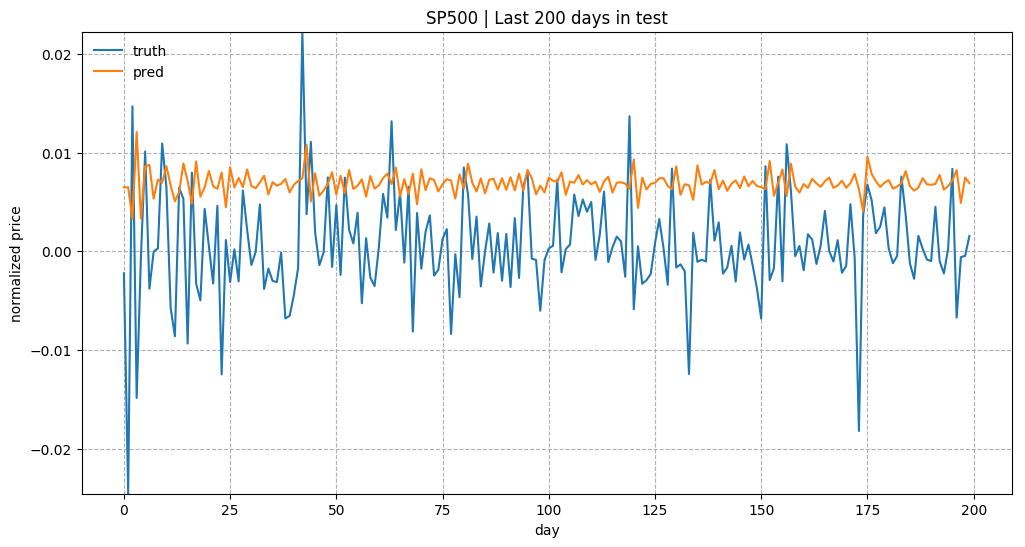 SP500 | Last 200 days in test
truth
pred
0.02
0.01
0.00
−0.01
−0.02
normalized price
0 25 50 75 100 125 150 175 200
day